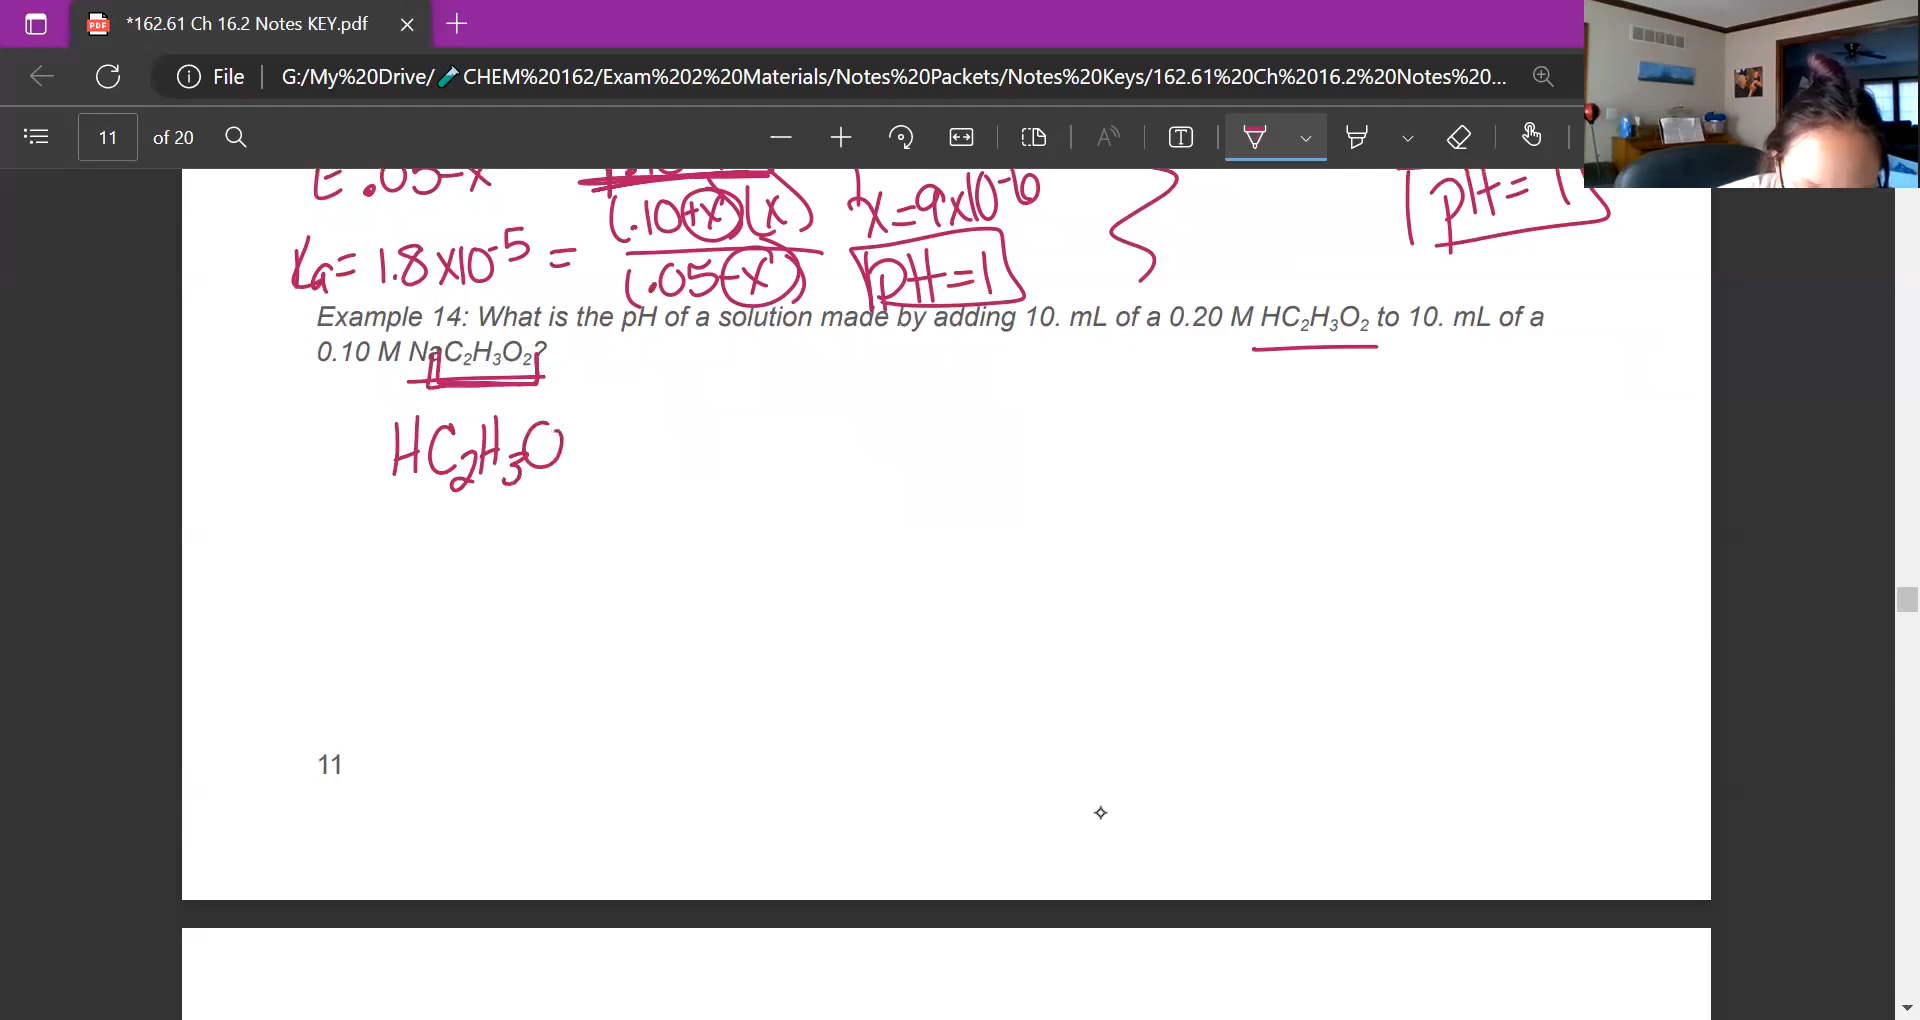 *162.61 Ch 16.2 Notes KEY.pdf
File G:/My%20Drive/🧪CHEM%20162/Exam%202%20Materials/Notes%20Packets/Notes%20Keys/162.61%20Ch%2016.2%20Notes%20...
11 of 20
E .05-x
(.10+x)(x) x=9x10-6 pH=1
Ka= 1.8x10-5 = (.05-x) pH=1
Example 14: What is the pH of a solution made by adding 10. mL of a 0.20 M HC₂H₃O₂ to 10. mL of a
0.10 M NaC₂H₃O₂?
HC₂H₃O
11